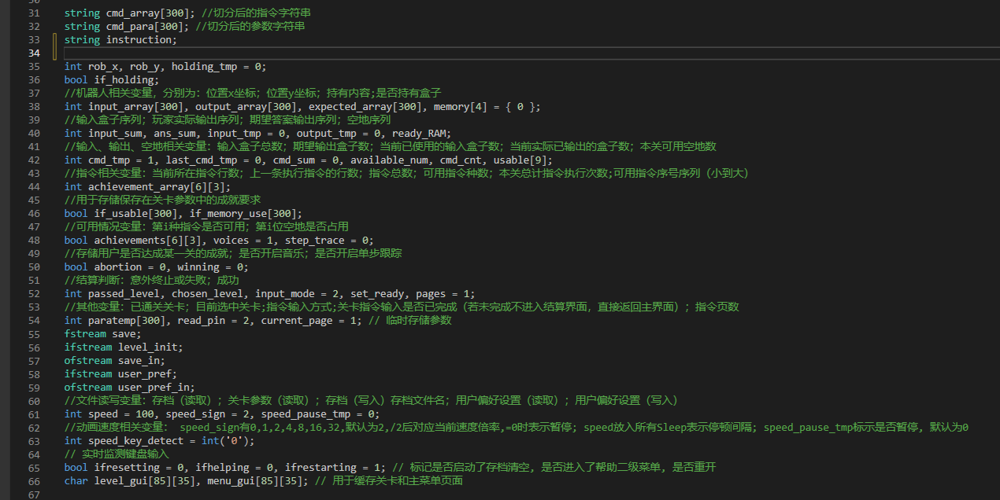 31 string cmd_array[300]; //切分后的指令字符串
32 string cmd_para[300]; //切分后的参数字符串
33 string instruction;
34
35 int rob_x, rob_y, holding_tmp = 0;
36 bool if_holding;
37 //机器人相关变量，分别为：位置x坐标；位置y坐标；持有内容;是否持有盒子
38 int input_array[300], output_array[300], expected_array[300], memory[4] = { 0 };
39 //输入盒子序列；玩家实际输出序列；期望答案输出序列；空地序列
40 int input_sum, ans_sum, input_tmp = 0, output_tmp = 0, ready_RAM;
41 //输入、输出、空地相关变量：输入盒子总数；期望输出盒子数；当前已使用的输入盒子数；当前实际已输出的盒子数；本关可用空地数
42 int cmd_tmp = 1, last_cmd_tmp = 0, cmd_sum = 0, available_num, cmd_cnt, usable[9];
43 //指令相关变量：当前所在指令行数；上一条执行指令的行数；指令总数；可用指令种数；本关总计指令执行次数;可用指令序号序列（小到大）
44 int achievement_array[6][3];
45 //用于存储保存在关卡参数中的成就要求
46 bool if_usable[300], if_memory_use[300];
47 //可用情况变量：第i种指令是否可用；第i位空地是否占用
48 bool achievements[6][3], voices = 1, step_trace = 0;
49 //存储用户是否达成某一关的成就；是否开启音乐；是否开启单步跟踪
50 bool abortion = 0, winning = 0;
51 //结算判断：意外终止或失败；成功
52 int passed_level, chosen_level, input_mode = 2, set_ready, pages = 1;
53 //其他变量：已通关关卡；目前选中关卡;指令输入方式;关卡指令输入是否已完成（若未完成不进入结算界面，直接返回主界面）；指令页数
54 int paratemp[300], read_pin = 2, current_page = 1; // 临时存储参数
55 fstream save;
56 ifstream level_init;
57 ofstream save_in;
58 ifstream user_pref;
59 ofstream user_pref_in;
60 //文件读写变量：存档（读取）；关卡参数（读取）；存档（写入）存档文件名；用户偏好设置（读取）；用户偏好设置（写入）
61 int speed = 100, speed_sign = 2, speed_pause_tmp = 0;
62 //动画速度相关变量： speed_sign有0,1,2,4,8,16,32,默认为2,/2后对应当前速度倍率,=0时表示暂停; speed放入所有Sleep表示停顿间隔; speed_pause_tmp标示是否暂停, 默认为0
63 int speed_key_detect = int('0');
64 // 实时监测键盘输入
65 bool ifresetting = 0, ifhelping = 0, ifrestarting = 1; // 标记是否启动了存档清空, 是否进入了帮助二级菜单, 是否重开
66 char level_gui[85][35], menu_gui[85][35]; // 用于缓存关卡和主菜单页面
67